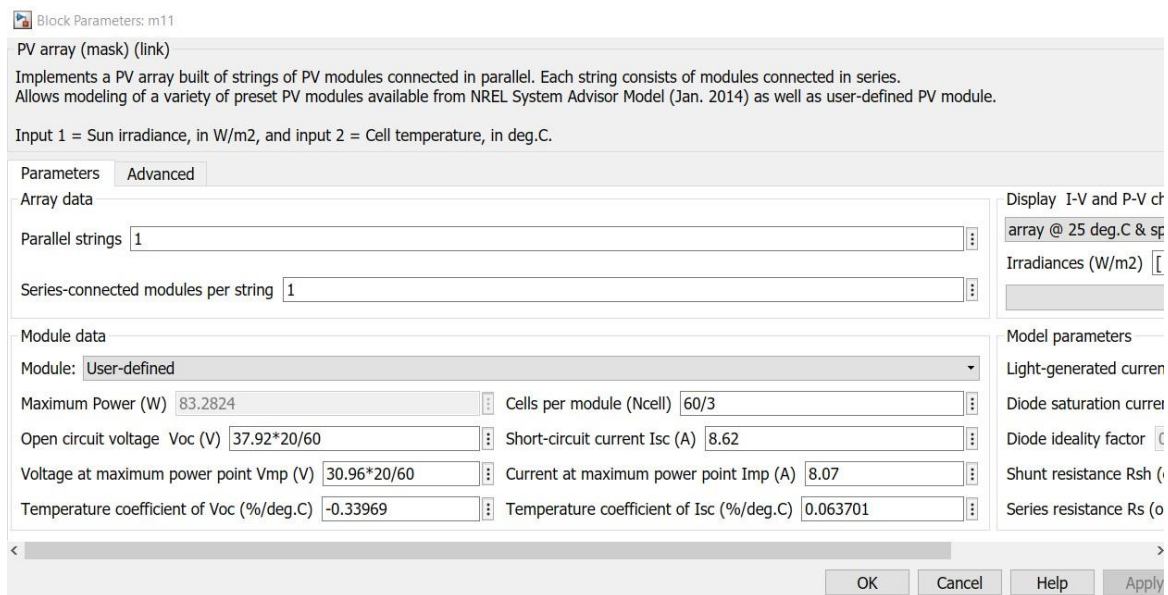 Block Parameters: m11
PV array (mask) (link)
Implements a PV array built of strings of PV modules connected in parallel. Each string consists of modules connected in series.
Allows modeling of a variety of preset PV modules available from NREL System Advisor Model (Jan. 2014) as well as user-defined PV module.
Input 1 = Sun irradiance, in W/m2, and input 2 = Cell temperature, in deg.C.
Parameters Advanced
Array data
Parallel strings 1
Series-connected modules per string 1
Display I-V and P-V ch
array @ 25 deg.C & sp
Irradiances (W/m2) [
Module data
Module: User-defined
Maximum Power (W) 83.2824 Cells per module (Ncell) 60/3
Open circuit voltage Voc (V) 37.92*20/60 Short-circuit current Isc (A) 8.62
Voltage at maximum power point Vmp (V) 30.96*20/60 Current at maximum power point Imp (A) 8.07
Temperature coefficient of Voc (%/deg.C) -0.33969 Temperature coefficient of Isc (%/deg.C) 0.063701
Model parameters
Light-generated curren
Diode saturation curre
Diode ideality factor 0
Shunt resistance Rsh (
Series resistance Rs (o
OK Cancel Help Apply